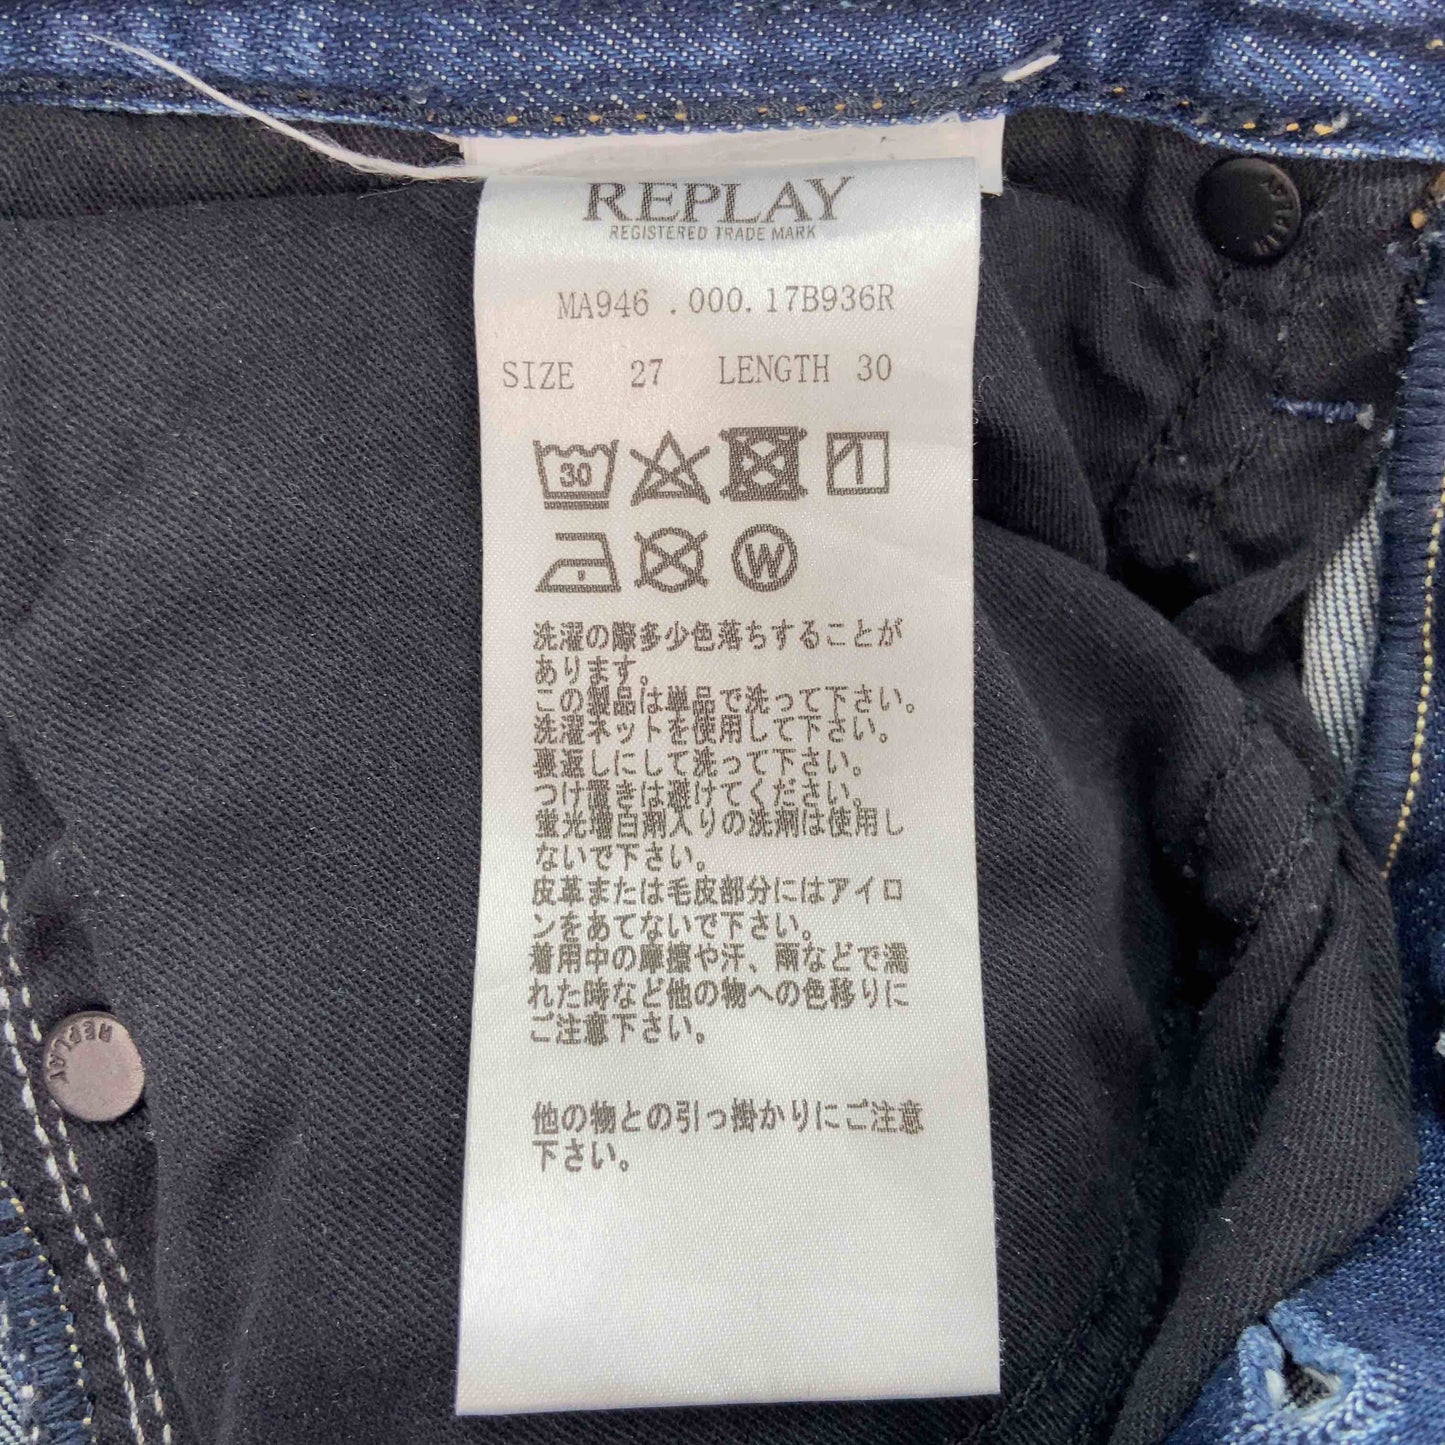 REPLAY
REGISTERED TRADE MARK
MA946 .000.17B936R
SIZE 27 LENGTH 30
30
W
洗濯の際多少色落ちすることが
あります。
この製品は単品で洗って下さい。
洗濯ネットを使用して下さい。
裏返しにして洗って下さい。
つけ置きは避けてください。
蛍光増白剤入りの洗剤は使用し
ないで下さい。
皮革または毛皮部分にはアイロ
ンをあてないで下さい。
着用中の摩擦や汗、雨などで濡
れた時など他の物への色移りに
ご注意下さい。
他の物との引っ掛かりにご注意
下さい。
REPLAY